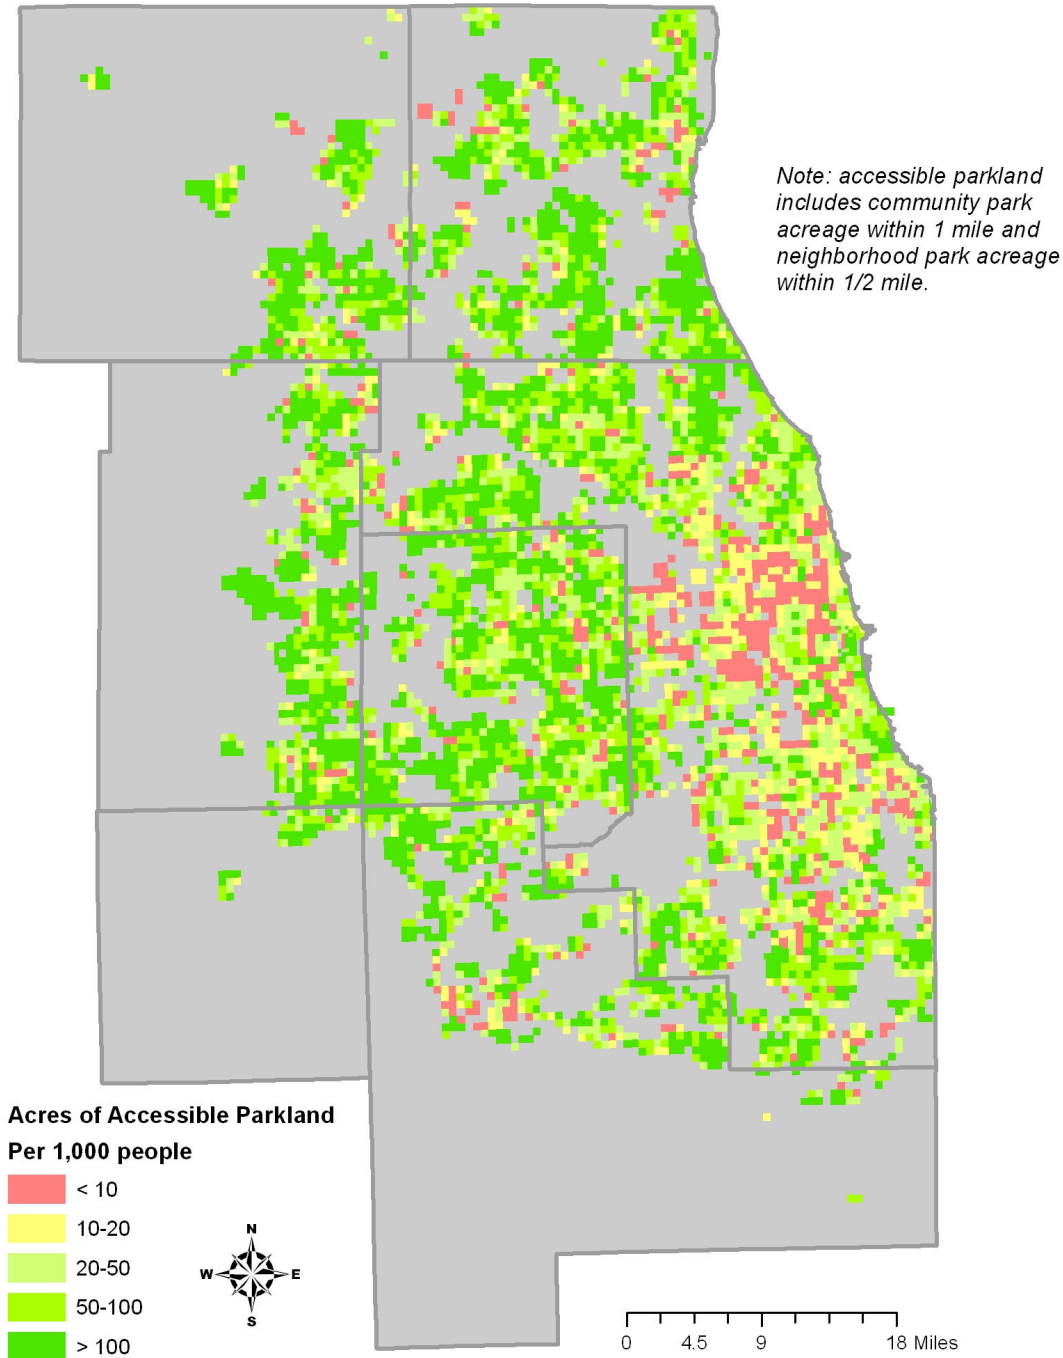 Note: accessible parkland
includes community park
acreage within 1 mile and
neighborhood park acreage
within 1/2 mile.
Acres of Accessible Parkland
Per 1,000 people
< 10
10-20
20-50
50-100
> 100
N
W E
S
0 4.5 9 18 Miles